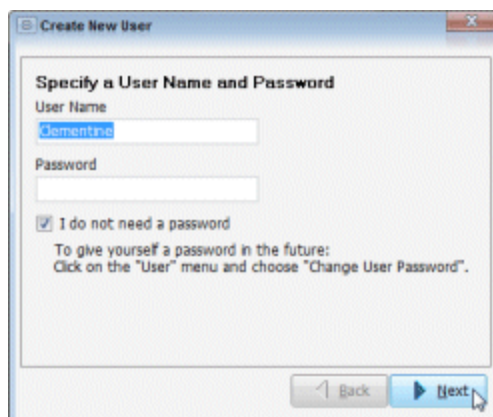 Create New User
Specify a User Name and Password
User Name
Clementine
Password
I do not need a password
To give yourself a password in the future:
Click on the "User" menu and choose "Change User Password".
Back
Next